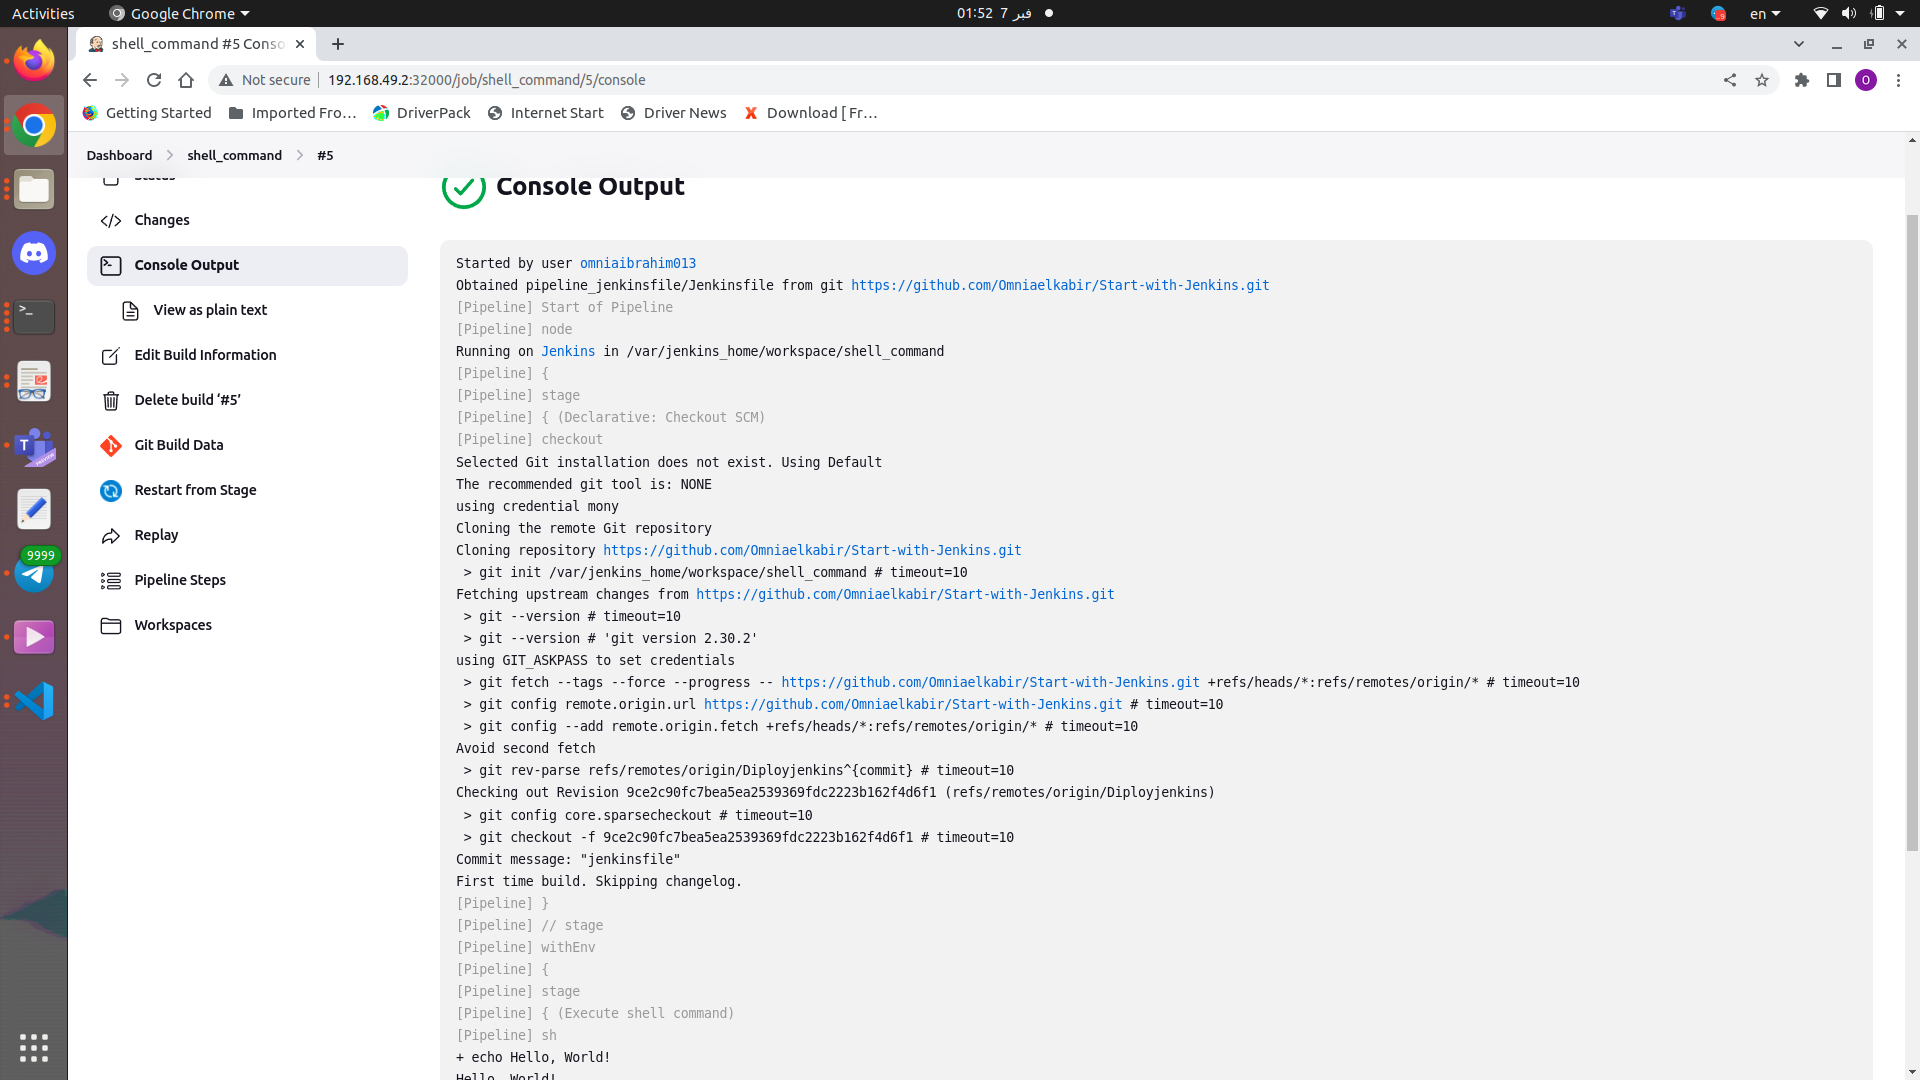 Activities
Google Chrome
01:52 7 فبر
en
shell_command #5 Conso
Not secure
192.168.49.2:32000/job/shell_command/5/console
O
Getting Started
Imported Fro...
DriverPack
Internet Start
Driver News
Download [ Fr...
Dashboard
shell_command
#5
Status
Changes
Console Output
View as plain text
Edit Build Information
Delete build ‘#5’
Git Build Data
Restart from Stage
Replay
Pipeline Steps
Workspaces
9999
Console Output
Started by user omniaibrahim013
Obtained pipeline_jenkinsfile/Jenkinsfile from git https://github.com/Omniaelkabir/Start-with-Jenkins.git
[Pipeline] Start of Pipeline
[Pipeline] node
Running on Jenkins in /var/jenkins_home/workspace/shell_command
[Pipeline] {
[Pipeline] stage
[Pipeline] { (Declarative: Checkout SCM)
[Pipeline] checkout
Selected Git installation does not exist. Using Default
The recommended git tool is: NONE
using credential mony
Cloning the remote Git repository
Cloning repository https://github.com/Omniaelkabir/Start-with-Jenkins.git
> git init /var/jenkins_home/workspace/shell_command # timeout=10
Fetching upstream changes from https://github.com/Omniaelkabir/Start-with-Jenkins.git
> git --version # timeout=10
> git --version # 'git version 2.30.2'
using GIT_ASKPASS to set credentials
> git fetch --tags --force --progress -- https://github.com/Omniaelkabir/Start-with-Jenkins.git +refs/heads/*:refs/remotes/origin/* # timeout=10
> git config remote.origin.url https://github.com/Omniaelkabir/Start-with-Jenkins.git # timeout=10
> git config --add remote.origin.fetch +refs/heads/*:refs/remotes/origin/* # timeout=10
Avoid second fetch
> git rev-parse refs/remotes/origin/Diployjenkins^{commit} # timeout=10
Checking out Revision 9ce2c90fc7bea5ea2539369fdc2223b162f4d6f1 (refs/remotes/origin/Diployjenkins)
> git config core.sparsecheckout # timeout=10
> git checkout -f 9ce2c90fc7bea5ea2539369fdc2223b162f4d6f1 # timeout=10
Commit message: "jenkinsfile"
First time build. Skipping changelog.
[Pipeline] }
[Pipeline] // stage
[Pipeline] withEnv
[Pipeline] {
[Pipeline] stage
[Pipeline] { (Execute shell command)
[Pipeline] sh
+ echo Hello, World!
Hello, World!